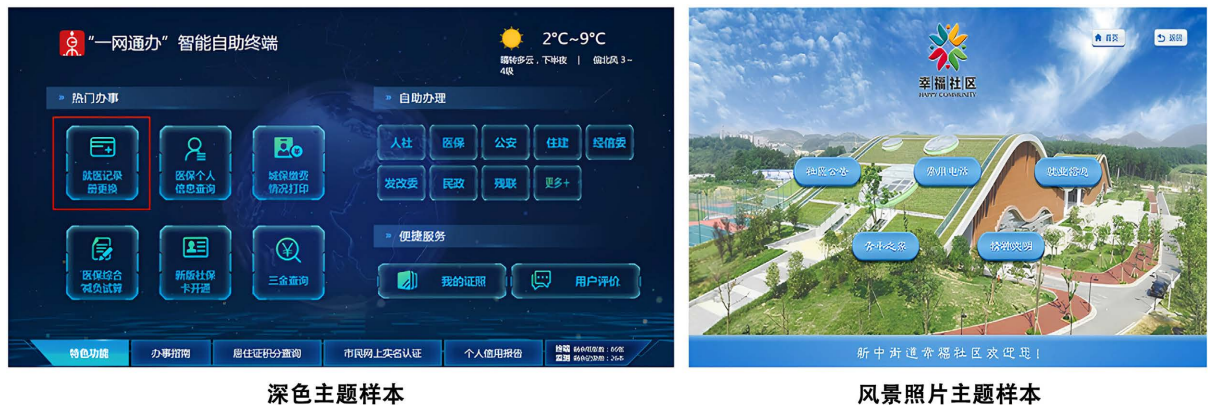 “一网通办”智能自助终端
2°C~9°C
晴转多云,下半夜 | 偏北风 3~
4级
» 热门办事
» 自助办理
就医记录
册更换
医保个人
信息查询
城保缴费
情况打印
人社
医保
公安
住建
经信委
发改委
民政
残联
更多+
医保综合
减负试算
新版社保
卡开通
三金查询
» 便捷服务
我的证照
用户评价
特色功能
办事指南
居住证积分查询
市民网上实名认证
个人信用报告
深色主题样本
幸福社区
HAPPY COMMUNITY
首页
返回
社区公告
常用电话
就业信息
精神文明
新中街道幸福社区欢迎您!
风景照片主题样本